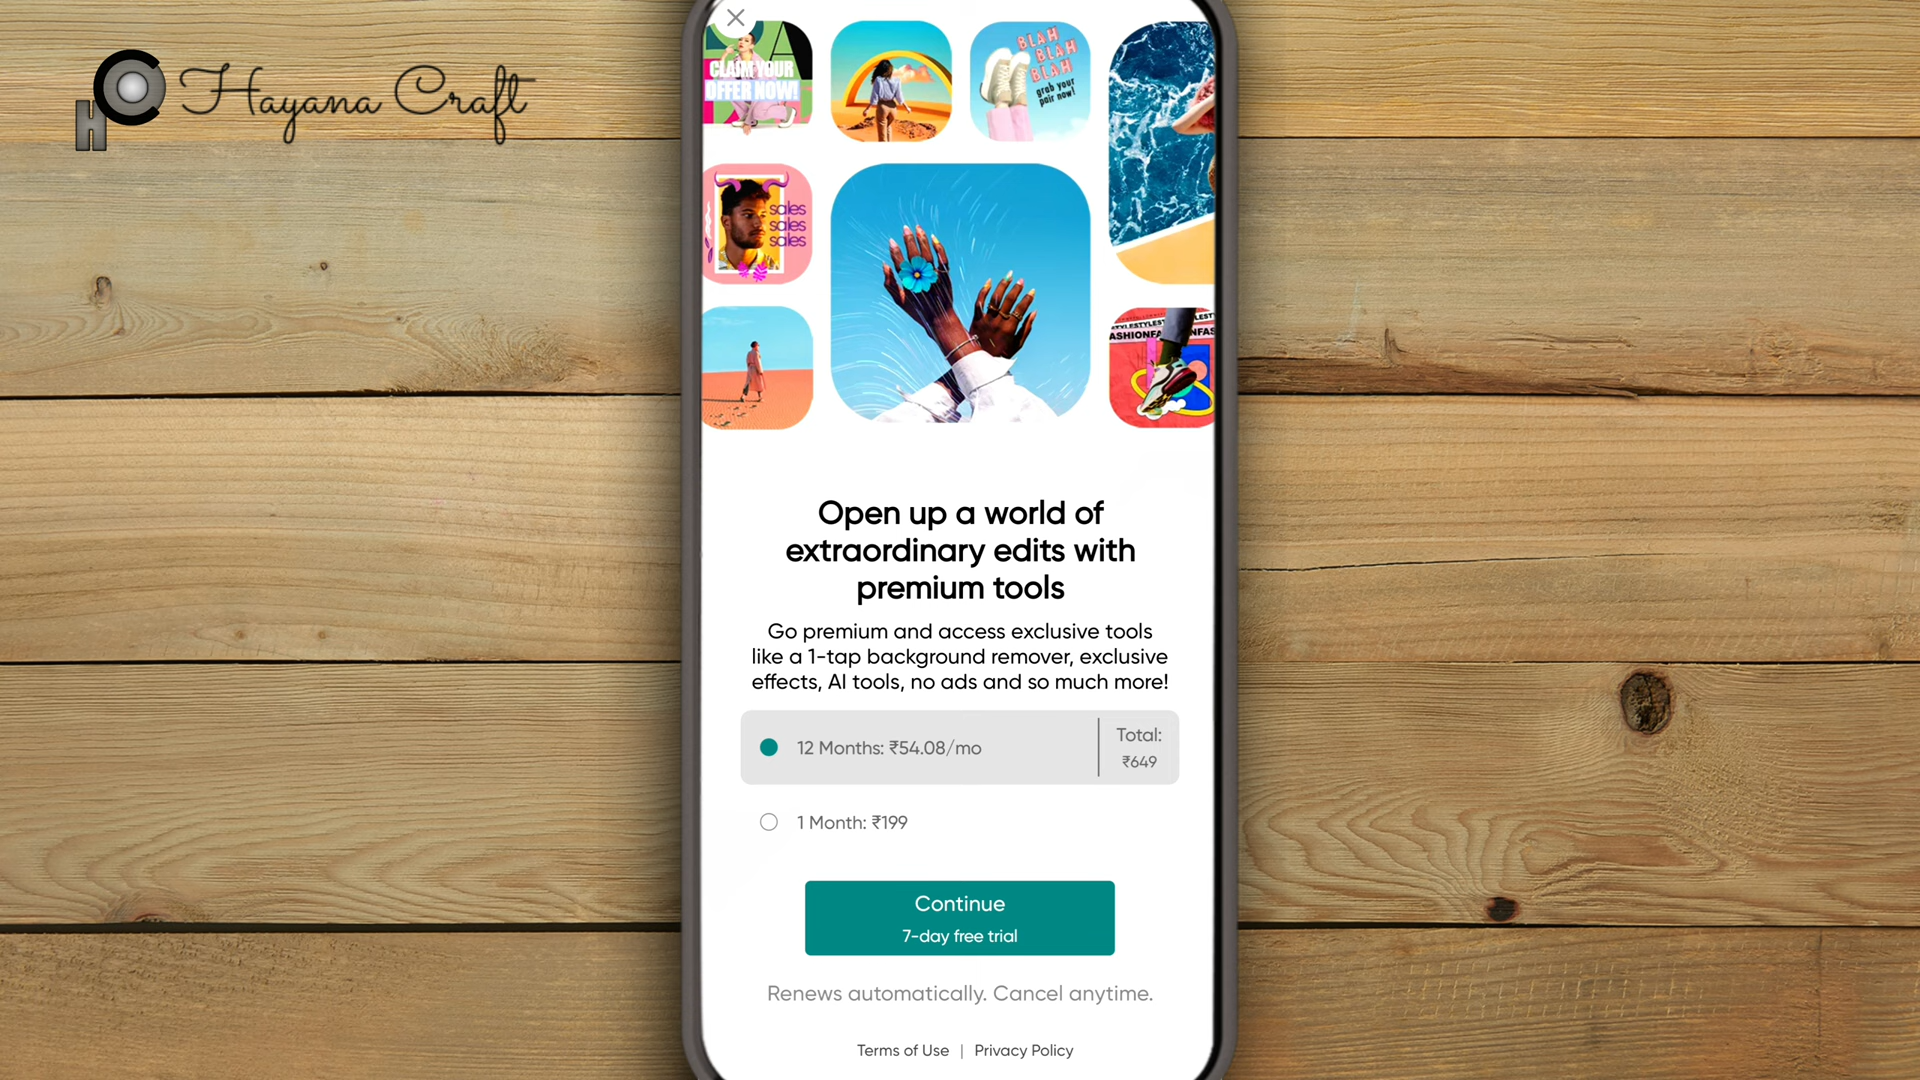 HC Hayana Craft
CLAIM YOUR
OFFER NOW!
BLAH
BLAH
BLAH
grab your
pair now!
sales
sales
sales
Open up a world of
extraordinary edits with
premium tools
Go premium and access exclusive tools
like a 1-tap background remover, exclusive
effects, AI tools, no ads and so much more!
12 Months: ₹54.08/mo
Total:
₹649
1 Month: ₹199
Continue
7-day free trial
Renews automatically. Cancel anytime.
Terms of Use | Privacy Policy